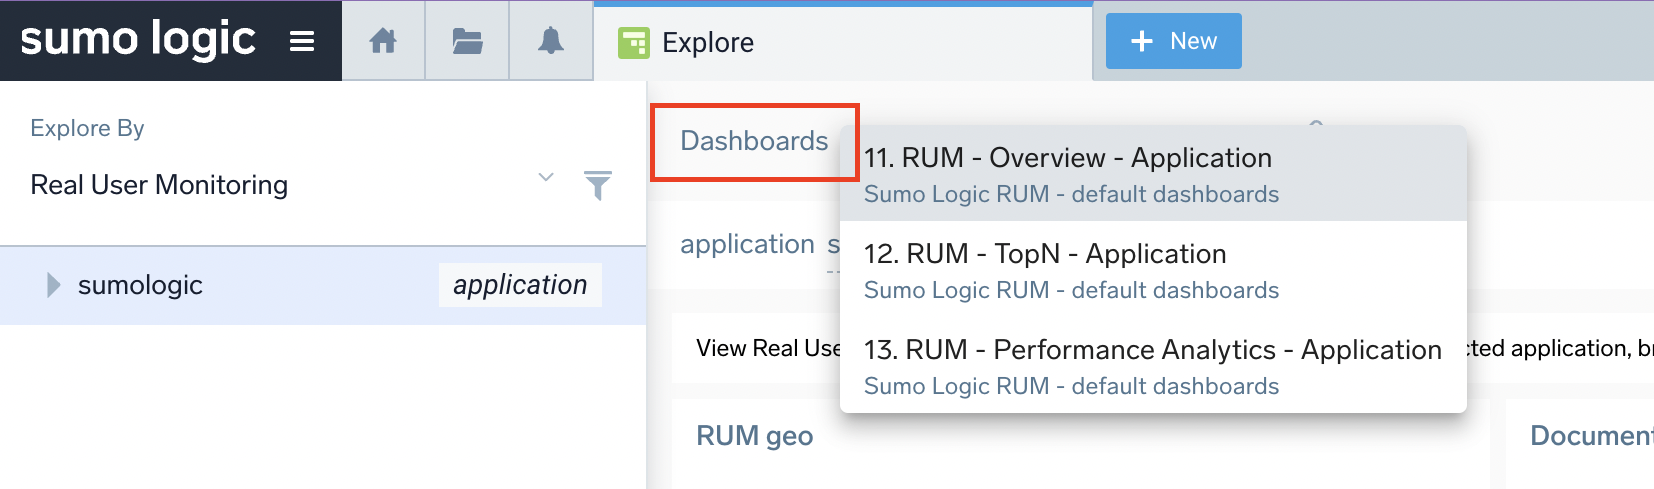 sumo logic
Explore
+ New
Explore By
Real User Monitoring
sumologic
application
Dashboards
11. RUM - Overview - Application
Sumo Logic RUM - default dashboards
12. RUM - TopN - Application
Sumo Logic RUM - default dashboards
13. RUM - Performance Analytics - Application
Sumo Logic RUM - default dashboards
application s
View Real Use
cted application, br
RUM geo
Document